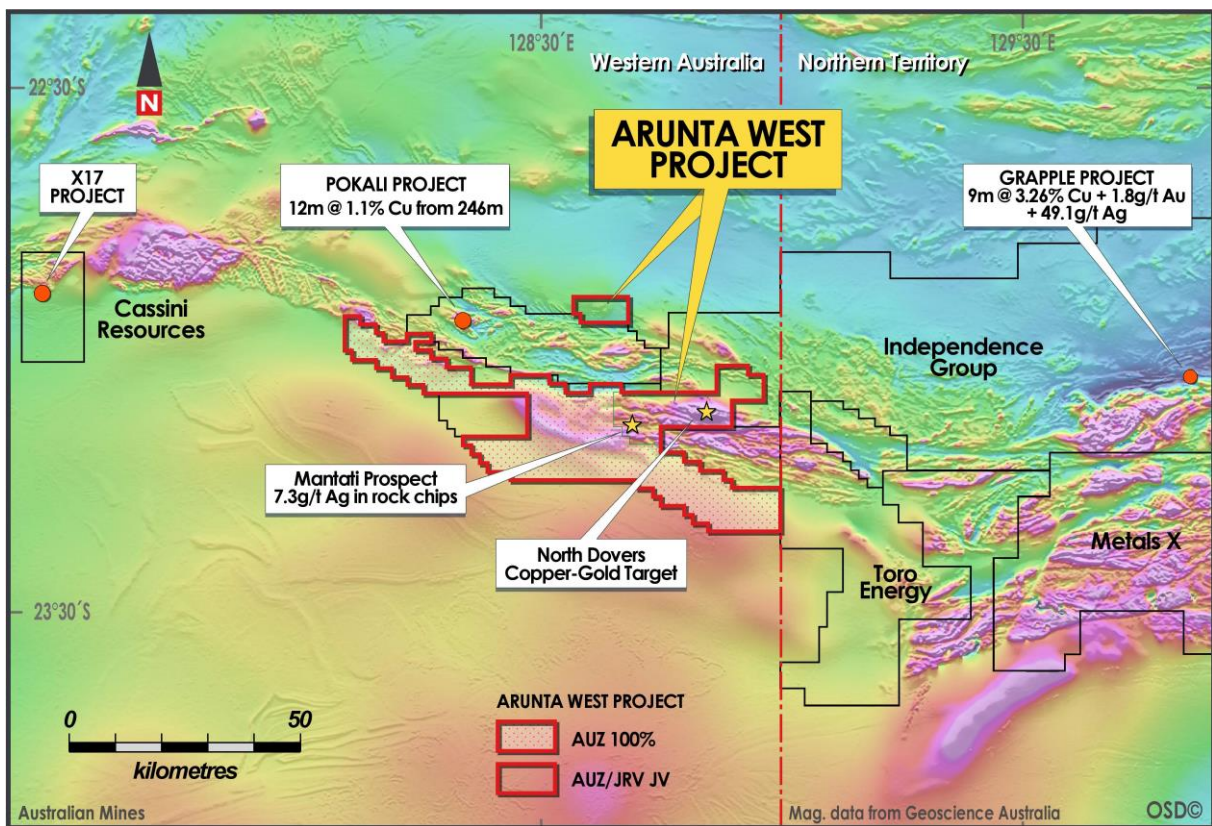 128°30´E
129°30´E
Western Australia
Northern Territory
22°30´S
N
ARUNTA WEST
PROJECT
X17
PROJECT
POKALI PROJECT
12m @ 1.1% Cu from 246m
GRAPPLE PROJECT
9m @ 3.26% Cu + 1.8g/t Au
+ 49.1g/t Ag
Cassini
Resources
Independence
Group
Mantati Prospect
7.3g/t Ag in rock chips
North Dovers
Copper-Gold Target
Metals X
Toro
Energy
23°30´S
0
50
kilometres
ARUNTA WEST PROJECT
AUZ 100%
AUZ/JRV JV
Australian Mines
Mag. data from Geoscience Australia
OSD©